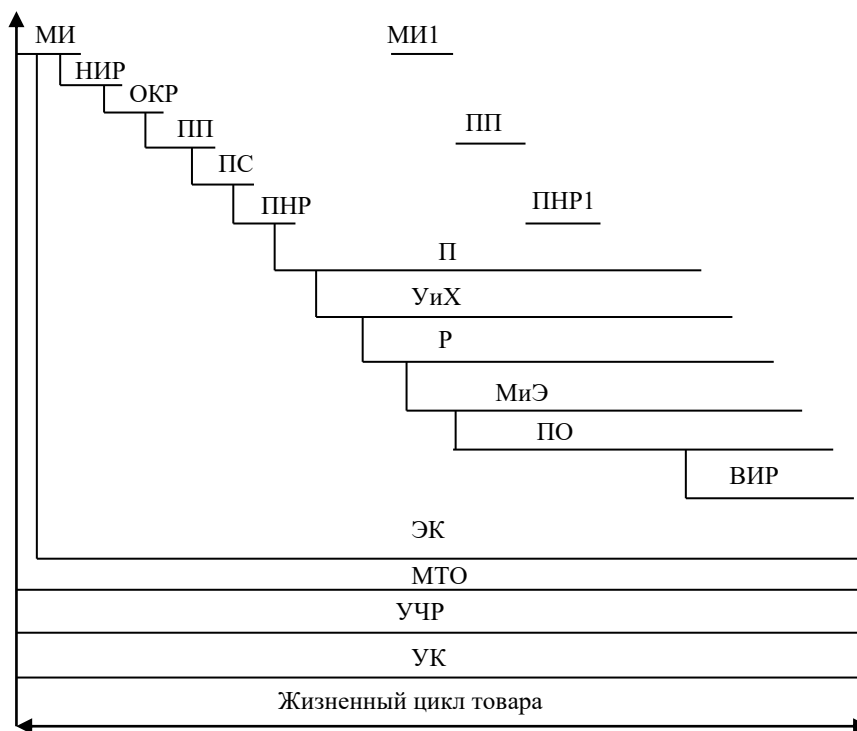 МИ МИ1
НИР
ОКР
ПП ПП
ПС
ПНР ПНР1
П
УиХ
Р
МиЭ
ПО
ВИР
ЭК
МТО
УЧР
УК
Жизненный цикл товара